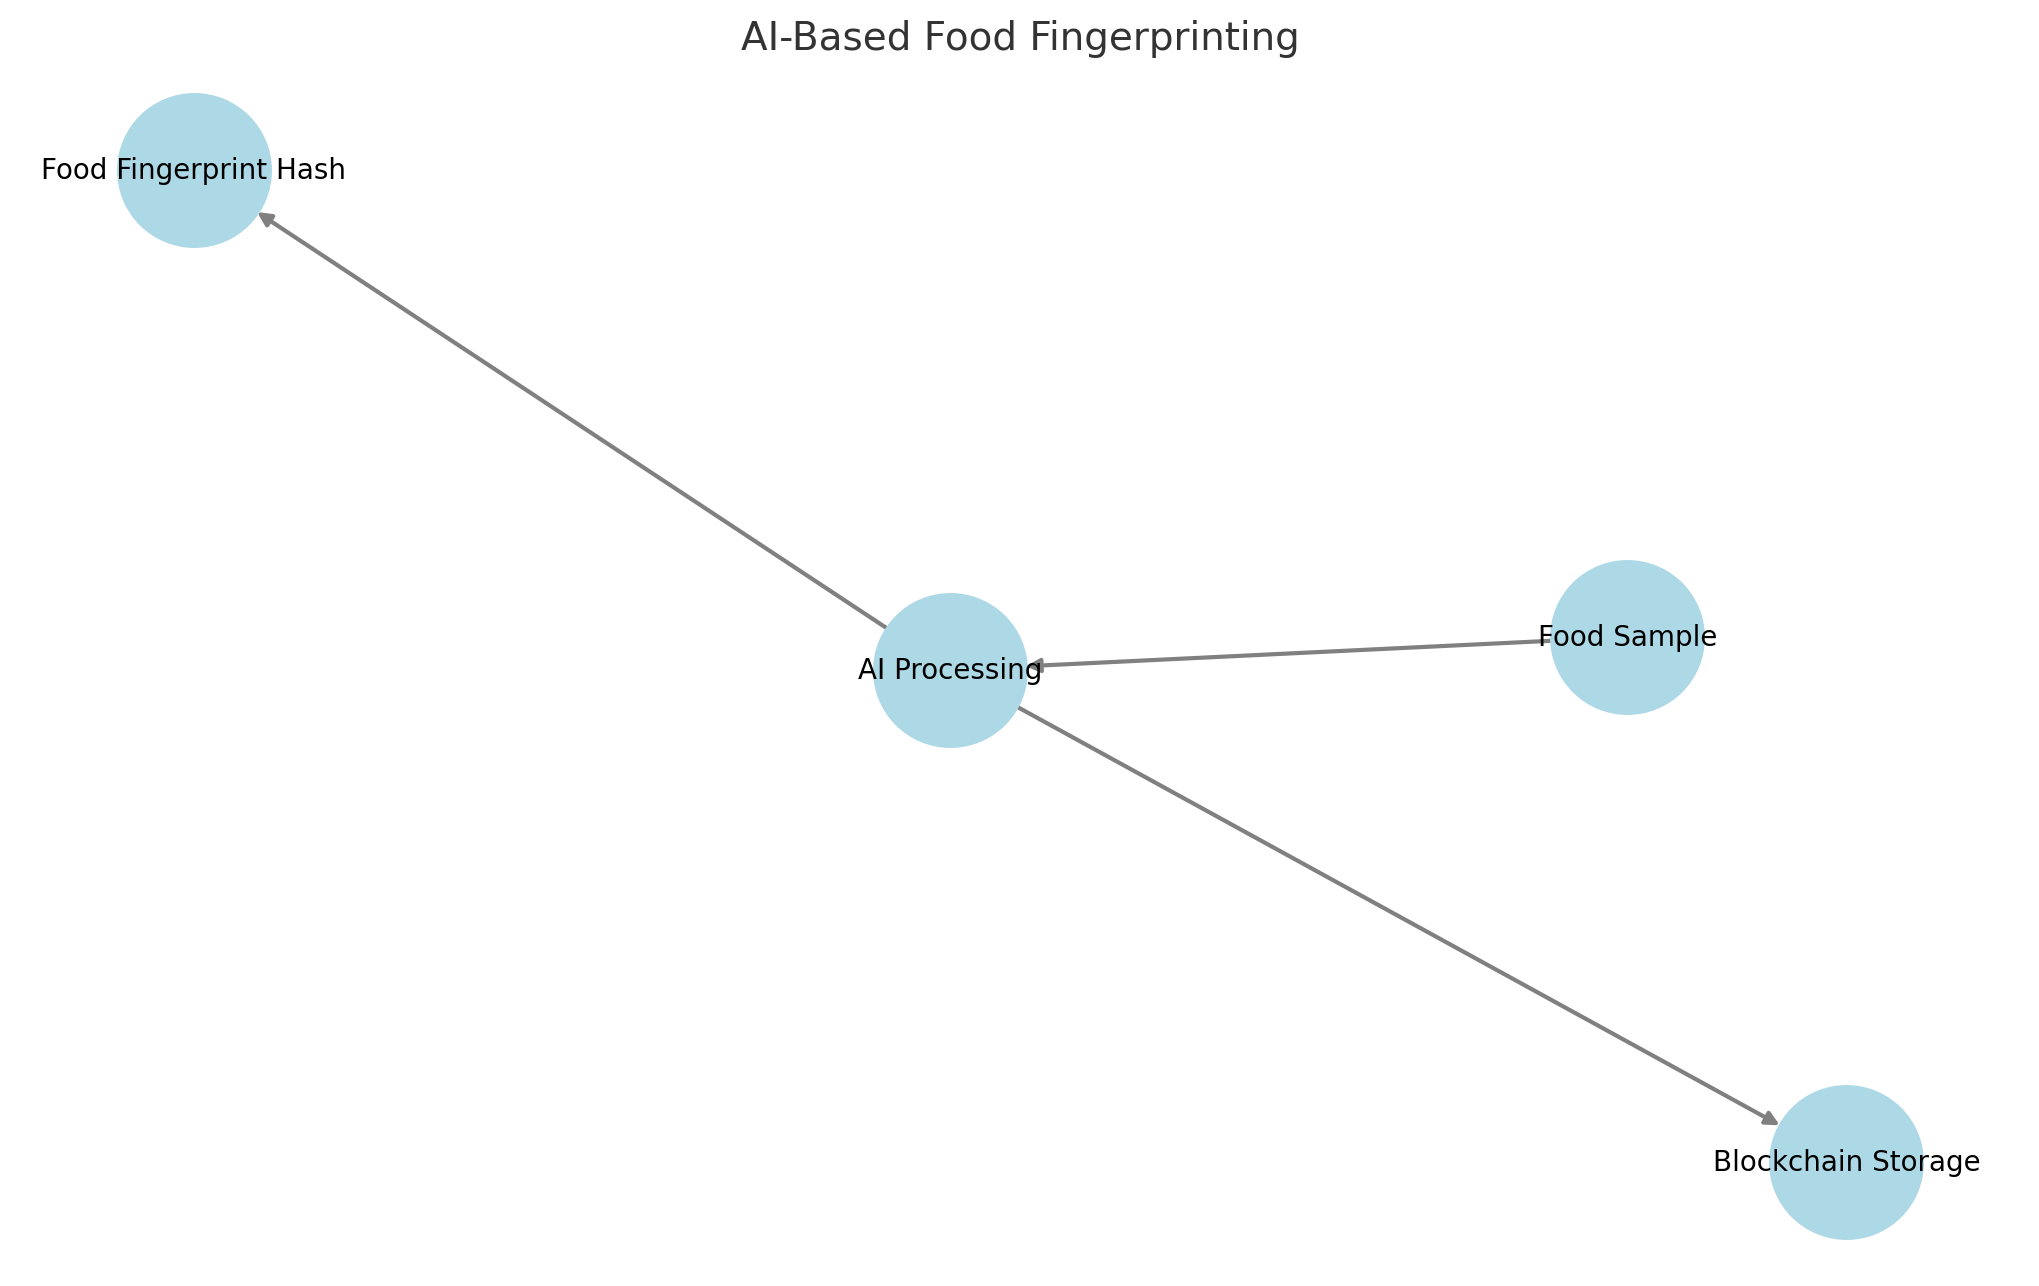 AI-Based Food Fingerprinting
Food Fingerprint Hash
Food Sample
AI Processing
Blockchain Storage